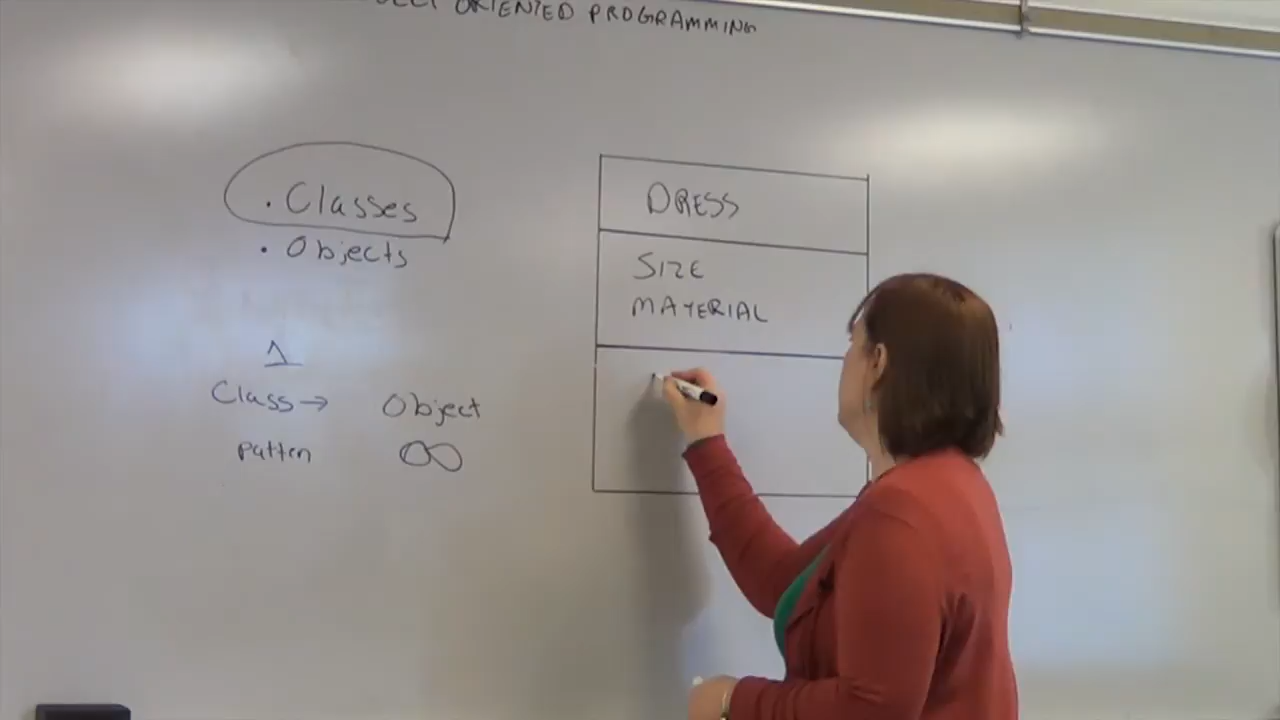 ORIENTED PROGRAMMING
. Classes
. Objects
1
Class → Object
pattern ∞
DRESS
SIZE
MATERIAL